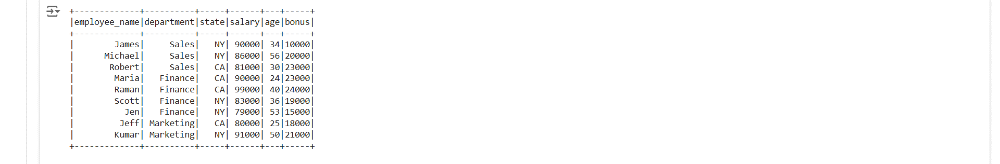 +-------------+----------+-----+------+---+-----+
|employee_name|department|state|salary|age|bonus|
+-------------+----------+-----+------+---+-----+
|        James|     Sales|   NY| 90000| 34|10000|
|      Michael|     Sales|   NY| 86000| 56|20000|
|       Robert|     Sales|   CA| 81000| 30|23000|
|        Maria|   Finance|   CA| 90000| 24|23000|
|        Raman|   Finance|   CA| 99000| 40|24000|
|        Scott|   Finance|   NY| 83000| 36|19000|
|          Jen|   Finance|   NY| 79000| 53|15000|
|         Jeff| Marketing|   CA| 80000| 25|18000|
|        Kumar| Marketing|   NY| 91000| 50|21000|
+-------------+----------+-----+------+---+-----+